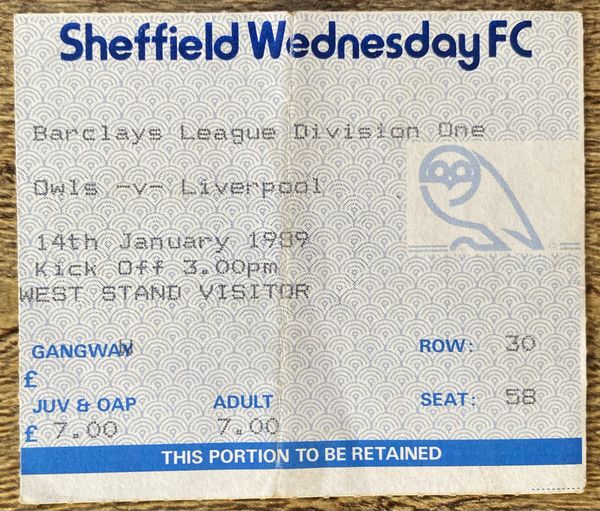 Sheffield Wednesday FC
Barclays League Division One
Owls -v- Liverpool
14th January 1989
Kick Off 3.00pm
WEST STAND VISITOR
GANGWAY W
ROW: 30
£
JUV & OAP
ADULT
SEAT: 58
£ 7.00
7.00
THIS PORTION TO BE RETAINED